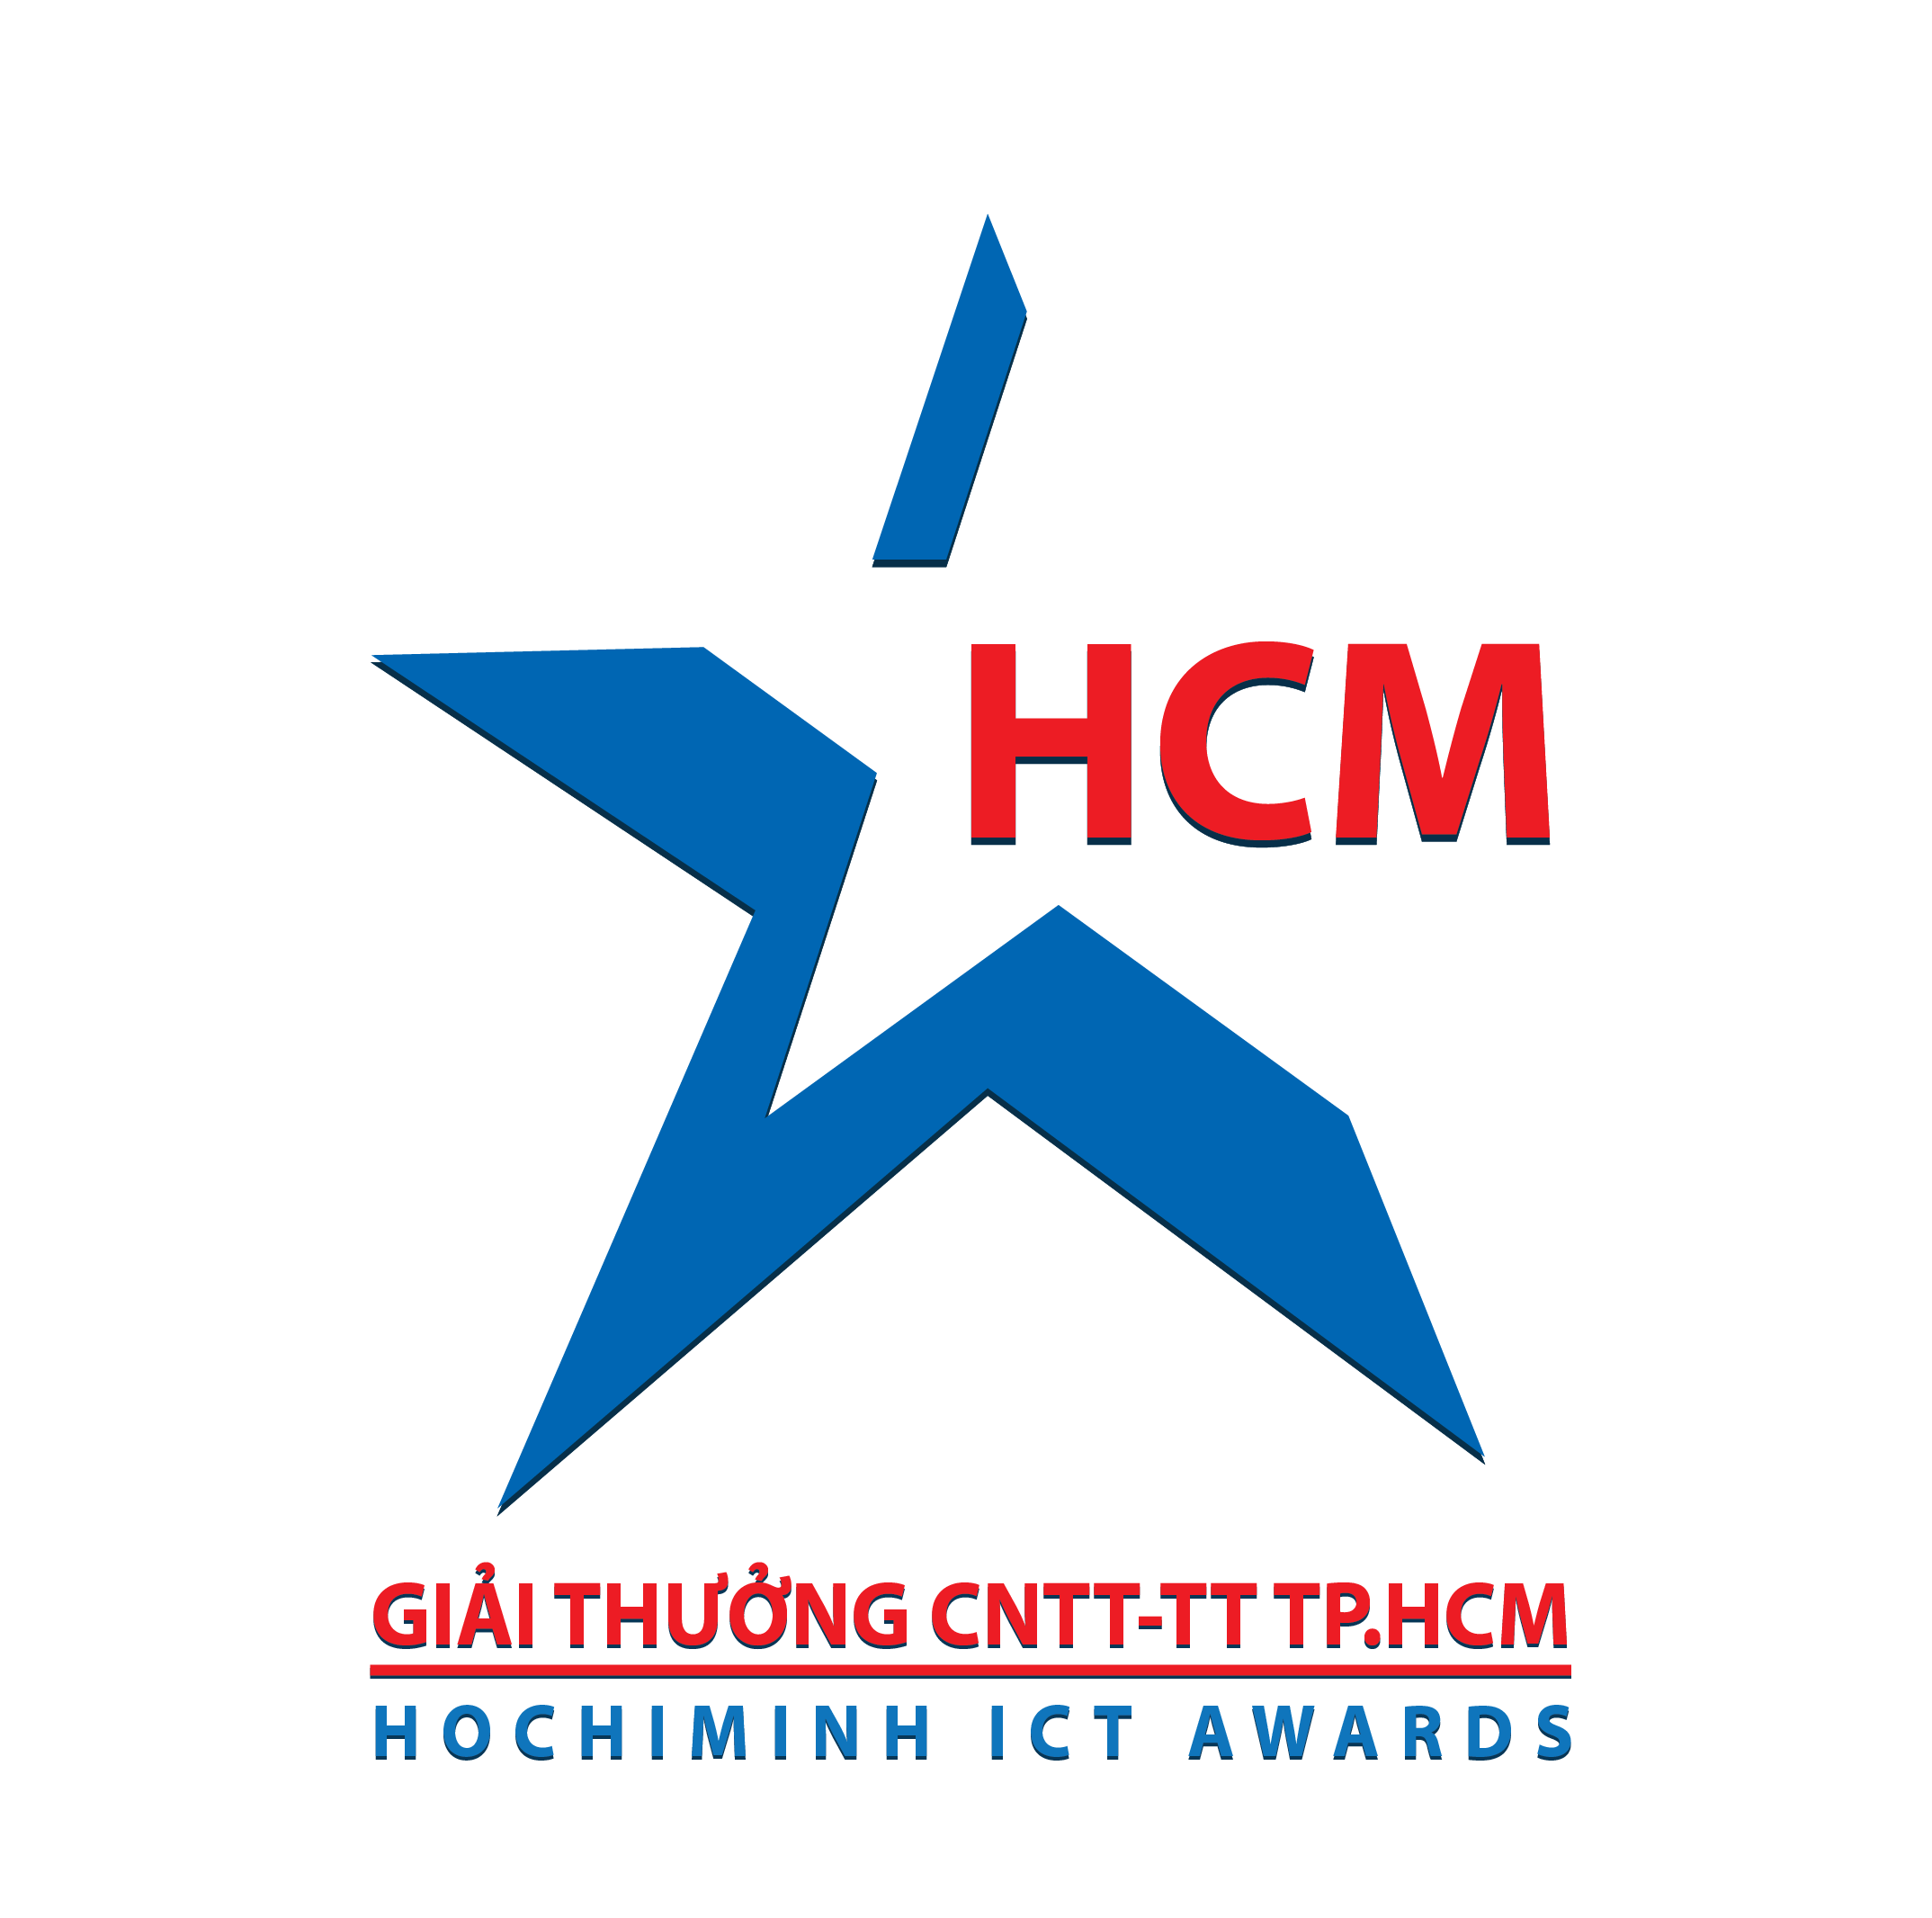 HCM
GIẢI THƯỞNG CNTT-TT TP.HCM
HOCHIMINH ICT AWARDS